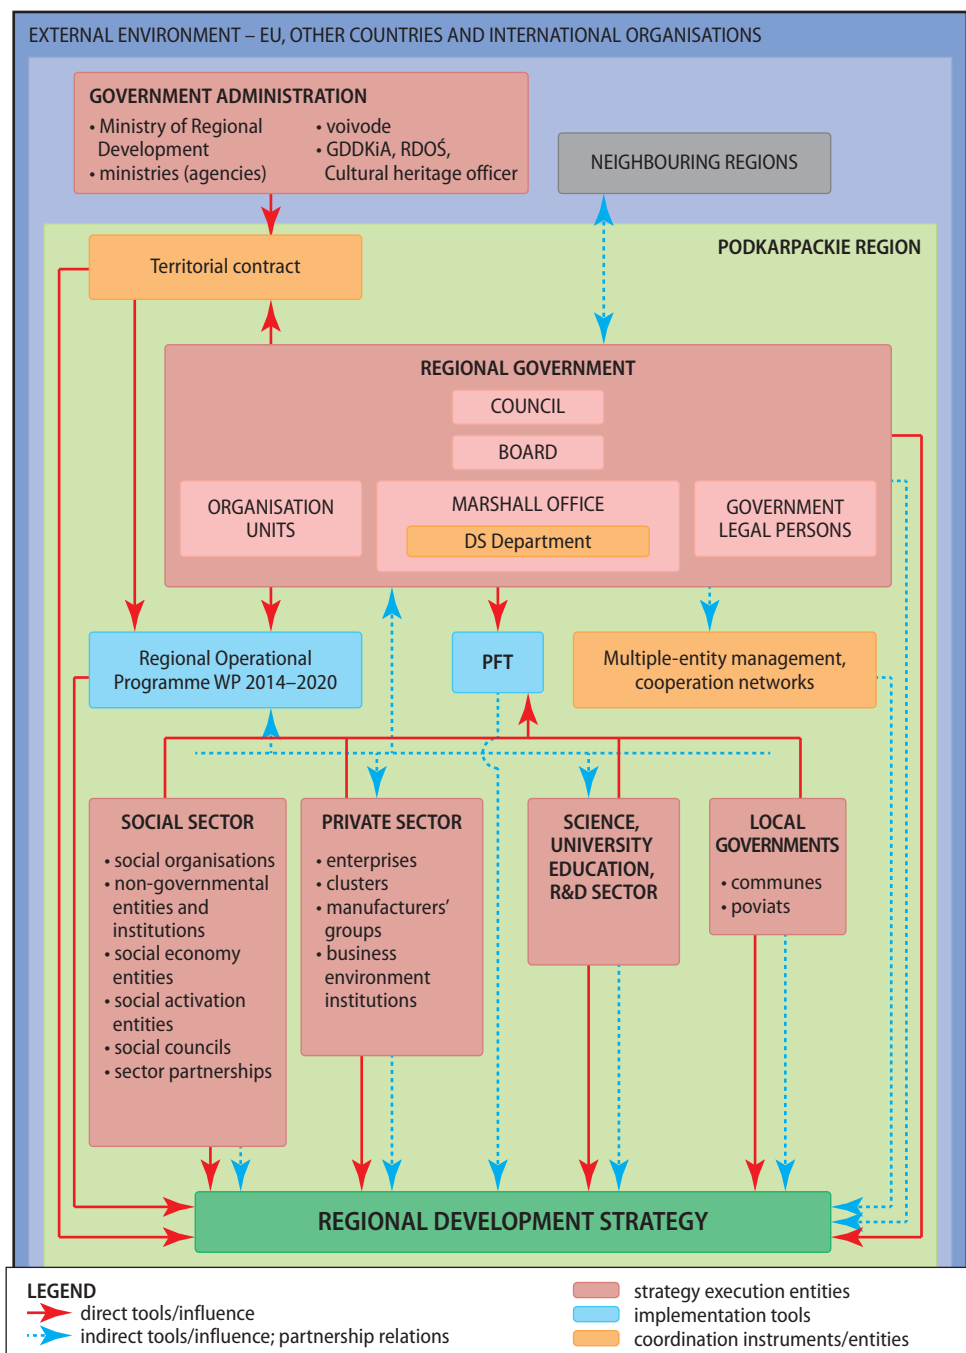 EXTERNAL ENVIRONMENT – EU, OTHER COUNTRIES AND INTERNATIONAL ORGANISATIONS
GOVERNMENT ADMINISTRATION
• Ministry of Regional
Development
• ministries (agencies)
• voivode
• GDDKiA, RDOŚ,
Cultural heritage officer
NEIGHBOURING REGIONS
PODKARPACKIE REGION
Territorial contract
REGIONAL GOVERNMENT
COUNCIL
BOARD
ORGANISATION
UNITS
MARSHALL OFFICE
DS Department
GOVERNMENT
LEGAL PERSONS
Regional Operational
Programme WP 2014–2020
PFT
Multiple-entity management,
cooperation networks
SOCIAL SECTOR
• social organisations
• non-governmental
entities and
institutions
• social economy
entities
• social activation
entities
• social councils
• sector partnerships
PRIVATE SECTOR
• enterprises
• clusters
• manufacturers'
groups
• business
environment
institutions
SCIENCE,
UNIVERSITY
EDUCATION,
R&D SECTOR
LOCAL
GOVERNMENTS
• communes
• poviats
REGIONAL DEVELOPMENT STRATEGY
LEGEND
direct tools/influence
indirect tools/influence; partnership relations
strategy execution entities
implementation tools
coordination instruments/entities